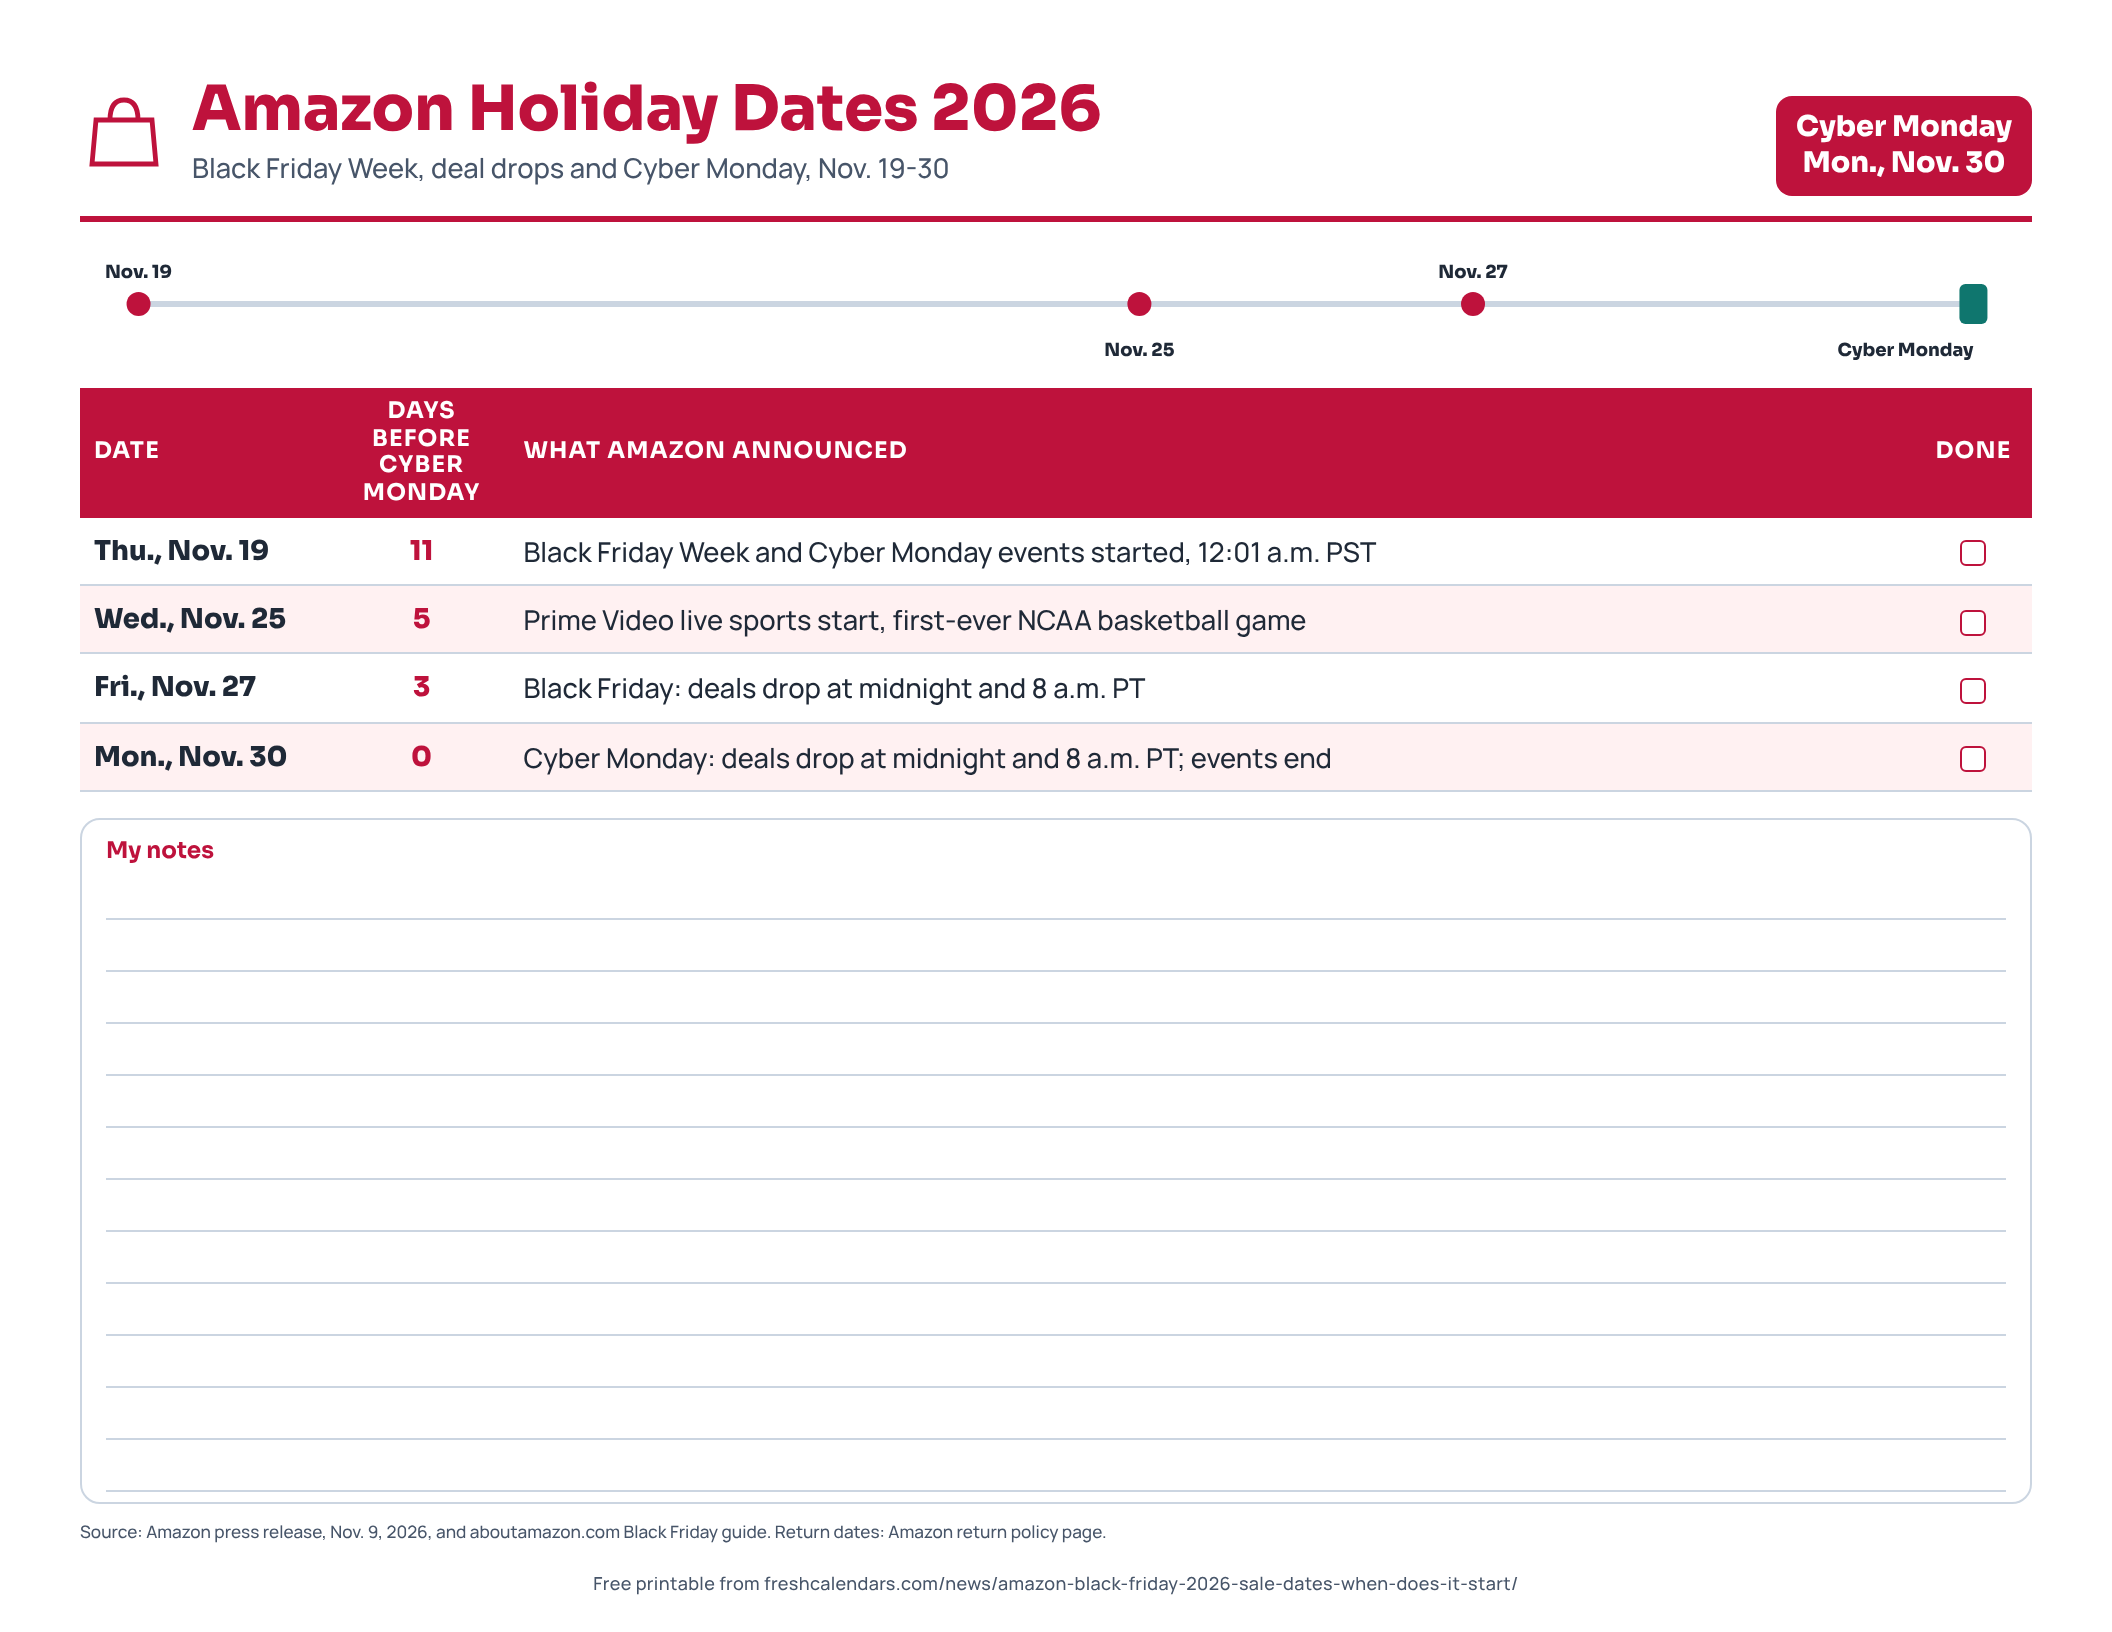 Amazon Holiday Dates 2026
Black Friday Week, deal drops and Cyber Monday, Nov. 19-30
Cyber Monday
Mon., Nov. 30
Nov. 19
Nov. 27
Nov. 25
Cyber Monday
DATE
DAYS
BEFORE
CYBER
MONDAY
WHAT AMAZON ANNOUNCED
DONE
Thu., Nov. 19 11 Black Friday Week and Cyber Monday events started, 12:01 a.m. PST
Wed., Nov. 25 5 Prime Video live sports start, first-ever NCAA basketball game
Fri., Nov. 27 3 Black Friday: deals drop at midnight and 8 a.m. PT
Mon., Nov. 30 0 Cyber Monday: deals drop at midnight and 8 a.m. PT; events end
My notes
Source: Amazon press release, Nov. 9, 2026, and aboutamazon.com Black Friday guide. Return dates: Amazon return policy page.
Free printable from freshcalendars.com/news/amazon-black-friday-2026-sale-dates-when-does-it-start/